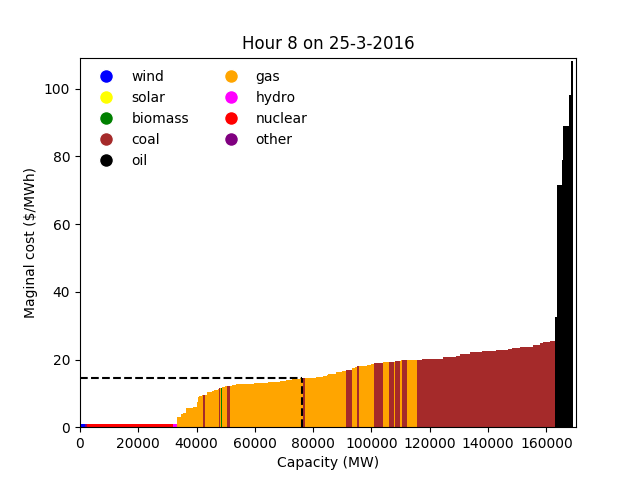 Hour 8 on 25-3-2016
wind
solar
biomass
coal
oil
gas
hydro
nuclear
other
Maginal cost ($/MWh)
100
80
60
40
20
0
0 20000 40000 60000 80000 100000 120000 140000 160000
Capacity (MW)